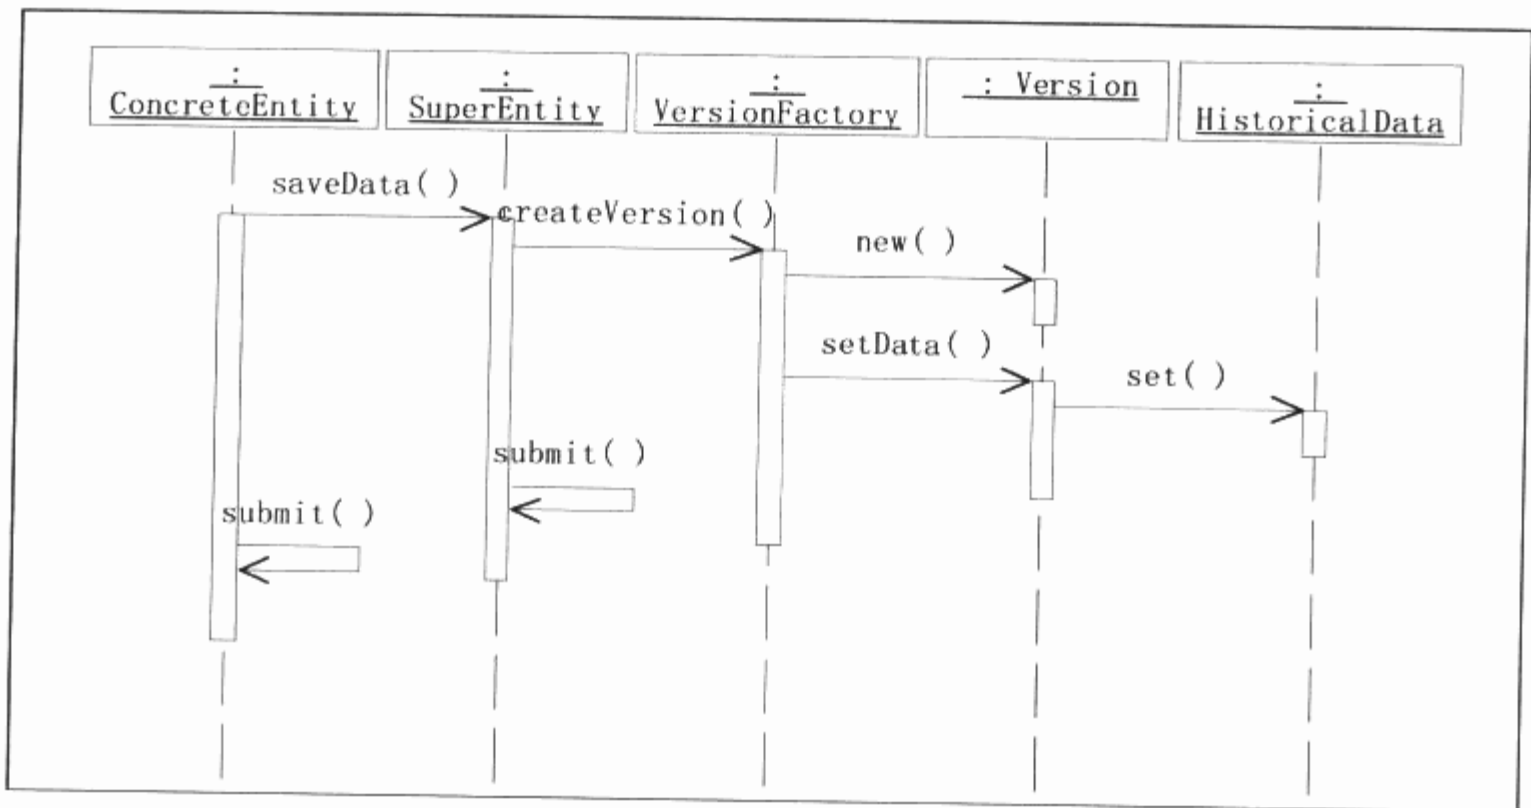 :
ConcreteEntity
:
SuperEntity
:
VersionFactory
: Version
:
HistoricalData
saveData( )
createVersion( )
new( )
setData( )
set( )
submit( )
submit( )